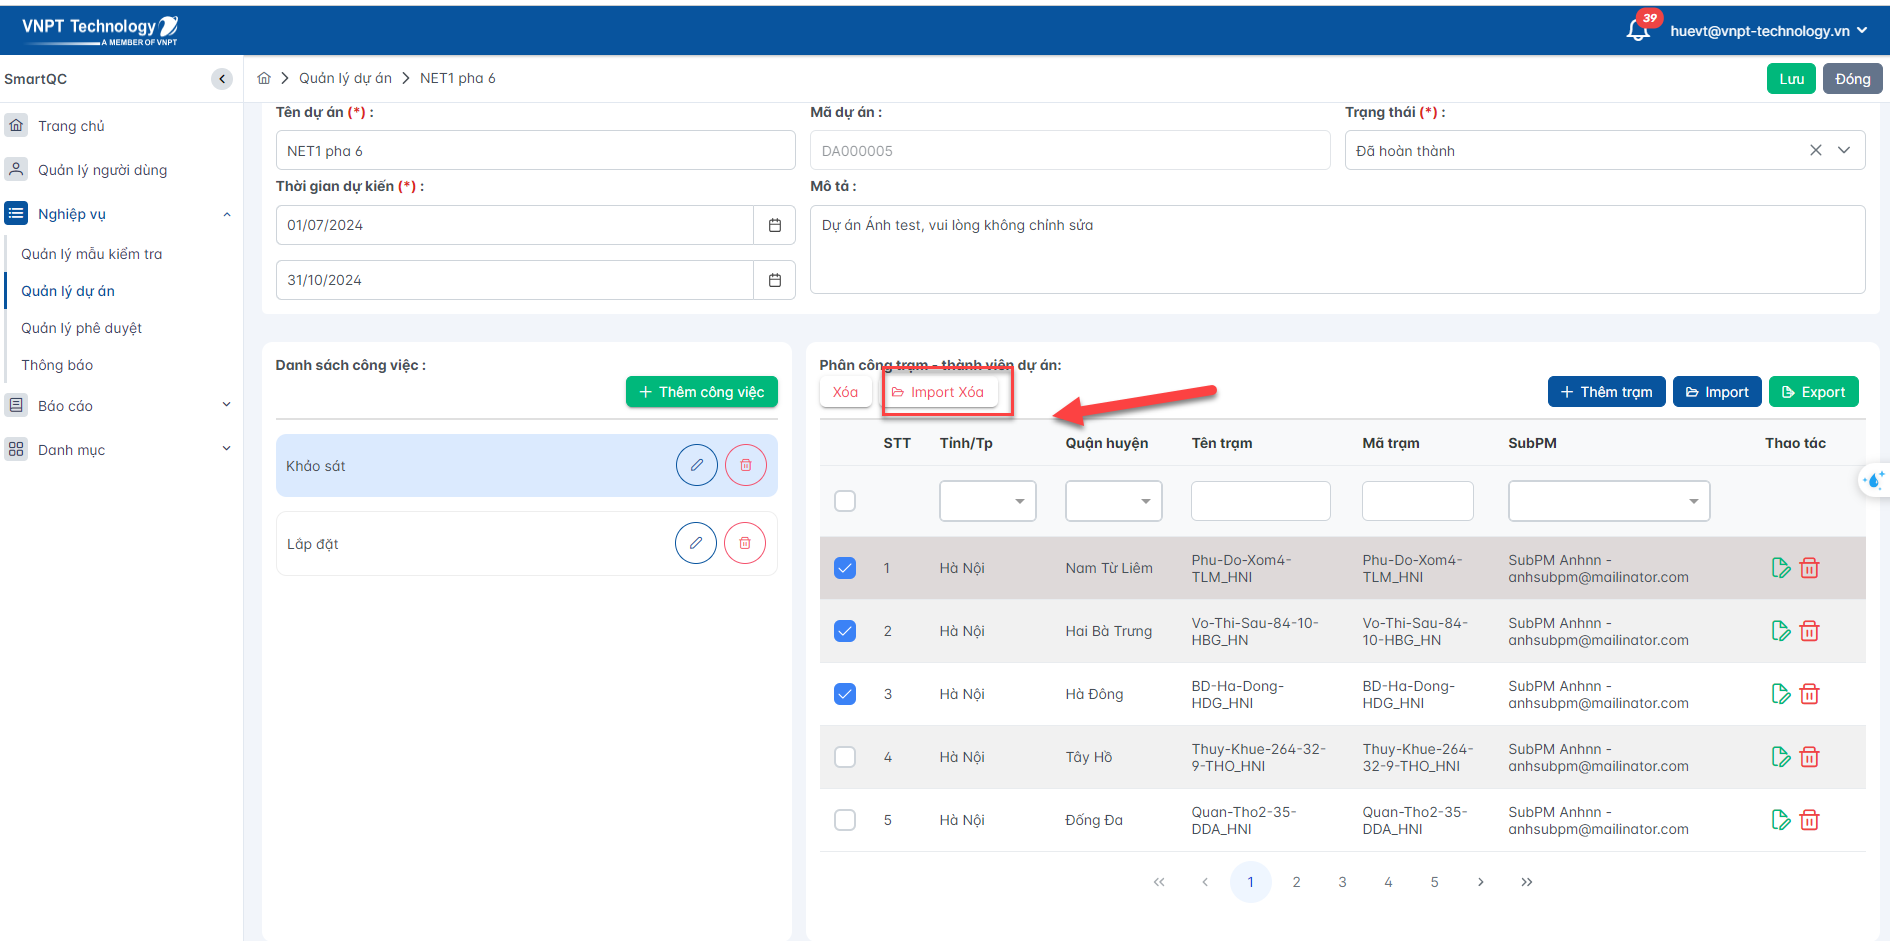 VNPT Technology
A MEMBER OF VNPT
39
huevt@vnpt-technology.vn
SmartQC
Quản lý dự án
NET1 pha 6
Lưu
Đóng
Trang chủ
Quản lý người dùng
Nghiệp vụ
Quản lý mẫu kiểm tra
Quản lý dự án
Quản lý phê duyệt
Thông báo
Báo cáo
Danh mục
Tên dự án (*) :
NET1 pha 6
Mã dự án :
DA000005
Trạng thái (*) :
Đã hoàn thành
Thời gian dự kiến (*) :
01/07/2024
31/10/2024
Mô tả :
Dự án Ánh test, vui lòng không chỉnh sửa
Danh sách công việc :
Thêm công việc
Khảo sát
Lắp đặt
Phân công trạm - thành viên dự án:
Xóa
Import Xóa
Thêm trạm
Import
Export
STT Tỉnh/Tp Quận huyện Tên trạm Mã trạm SubPM Thao tác
1 Hà Nội Nam Từ Liêm Phu-Do-Xom4- Phu-Do-Xom4- SubPM Anhnn -
TLM_HNI TLM_HNI anhsubpm@mailinator.com
2 Hà Nội Hai Bà Trưng Vo-Thi-Sau-84-10- Vo-Thi-Sau-84- SubPM Anhnn -
HBG_HN 10-HBG_HN anhsubpm@mailinator.com
3 Hà Nội Hà Đông BD-Ha-Dong- BD-Ha-Dong- SubPM Anhnn -
HDG_HNI HDG_HNI anhsubpm@mailinator.com
4 Hà Nội Tây Hồ Thuy-Khue-264-32- Thuy-Khue-264- SubPM Anhnn -
9-THO_HNI 32-9-THO_HNI anhsubpm@mailinator.com
5 Hà Nội Đống Đa Quan-Tho2-35- Quan-Tho2-35- SubPM Anhnn -
DDA_HNI DDA_HNI anhsubpm@mailinator.com
« ‹ 1 2 3 4 5 › »